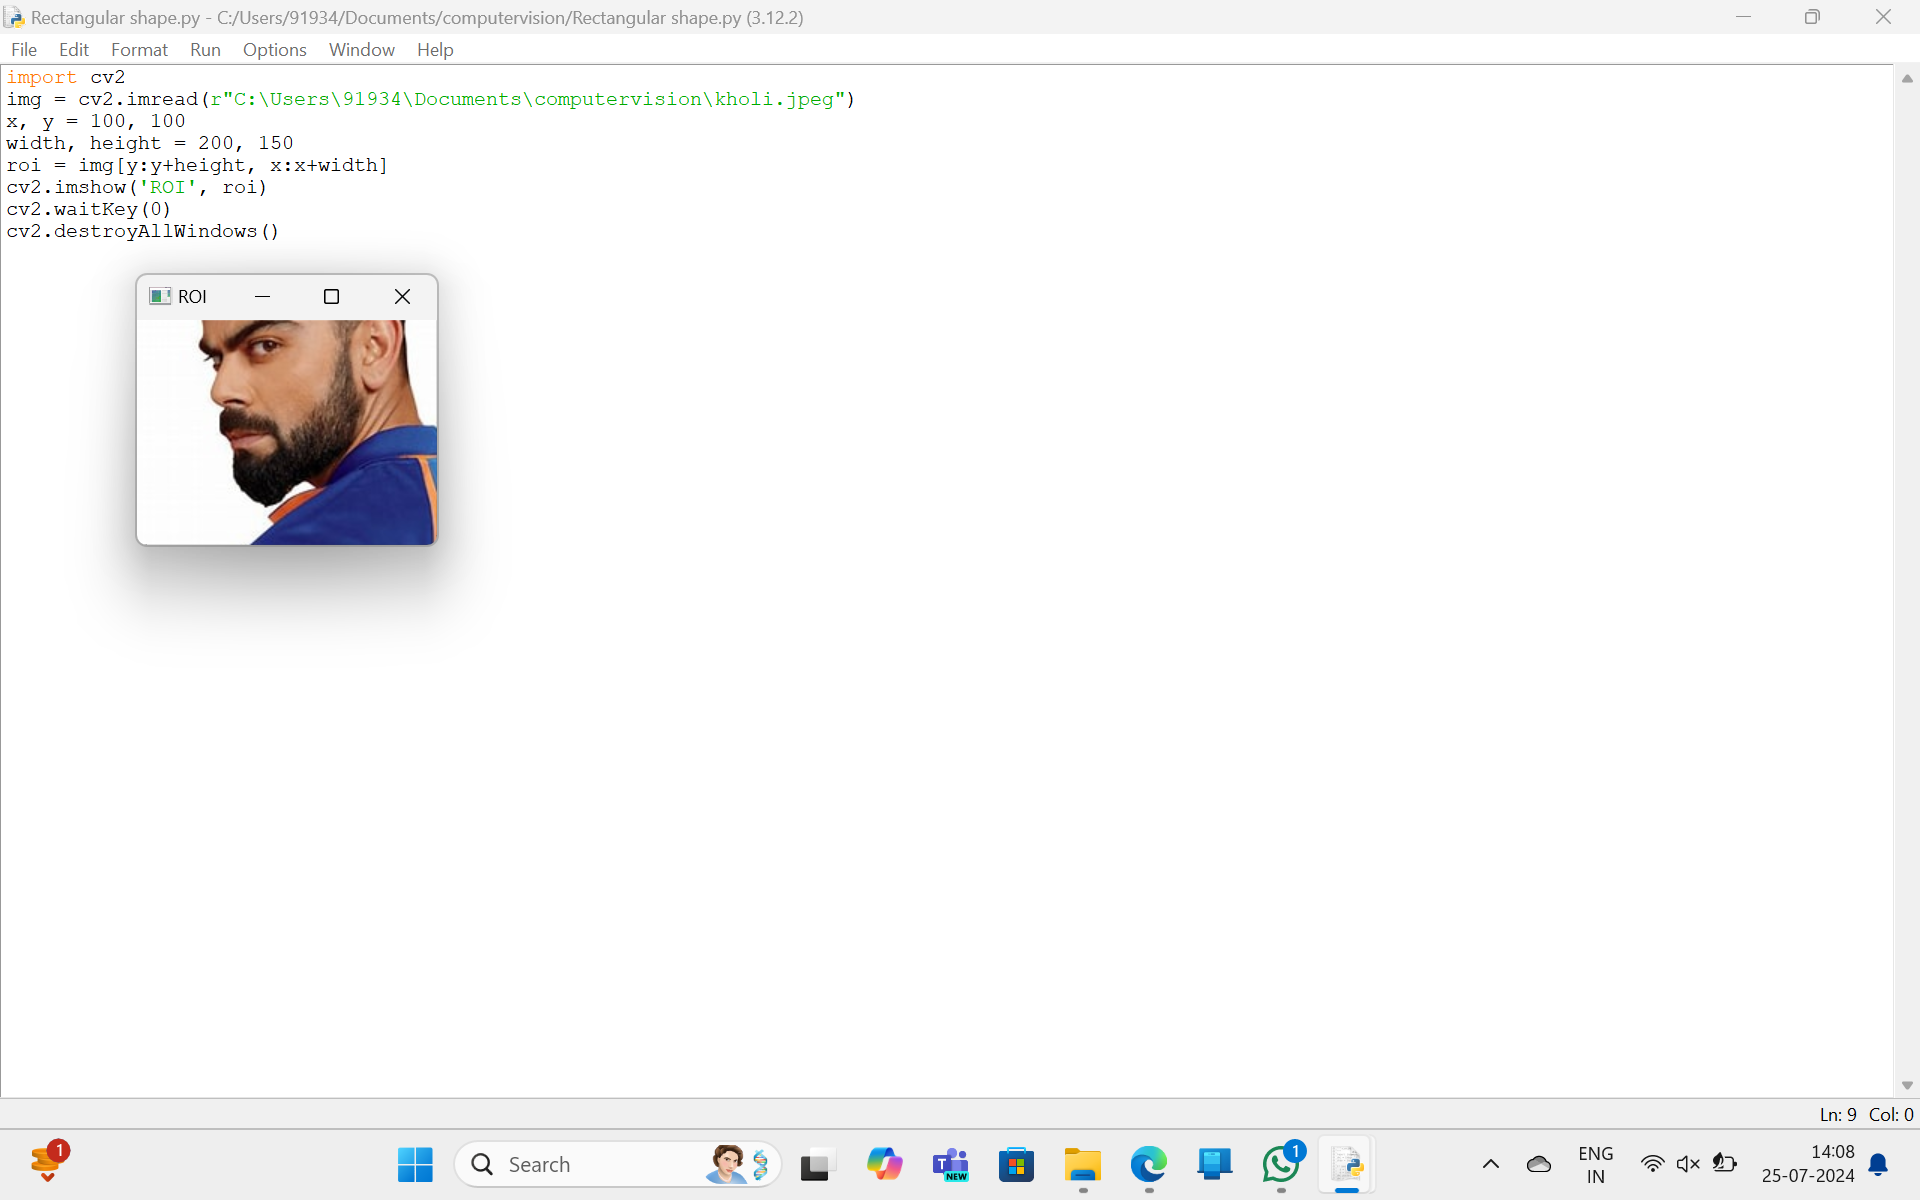 Rectangular shape.py - C:/Users/91934/Documents/computervision/Rectangular shape.py (3.12.2)
File Edit Format Run Options Window Help
import cv2
img = cv2.imread(r"C:\Users\91934\Documents\computervision\kholi.jpeg")
x, y = 100, 100
width, height = 200, 150
roi = img[y:y+height, x:x+width]
cv2.imshow('ROI', roi)
cv2.waitKey(0)
cv2.destroyAllWindows()
ROI
Ln: 9 Col: 0
1
Search
T
NEW
1
ENG
IN
14:08
25-07-2024